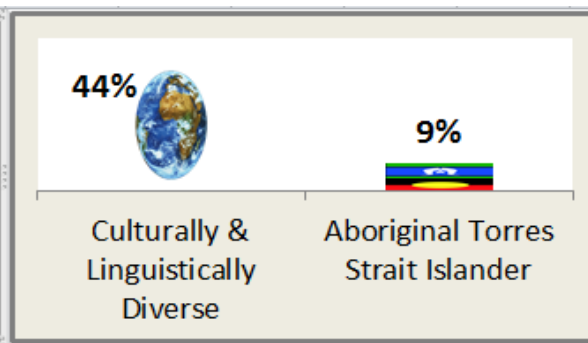 44%
9%
Culturally &
Linguistically
Diverse
Aboriginal Torres
Strait Islander